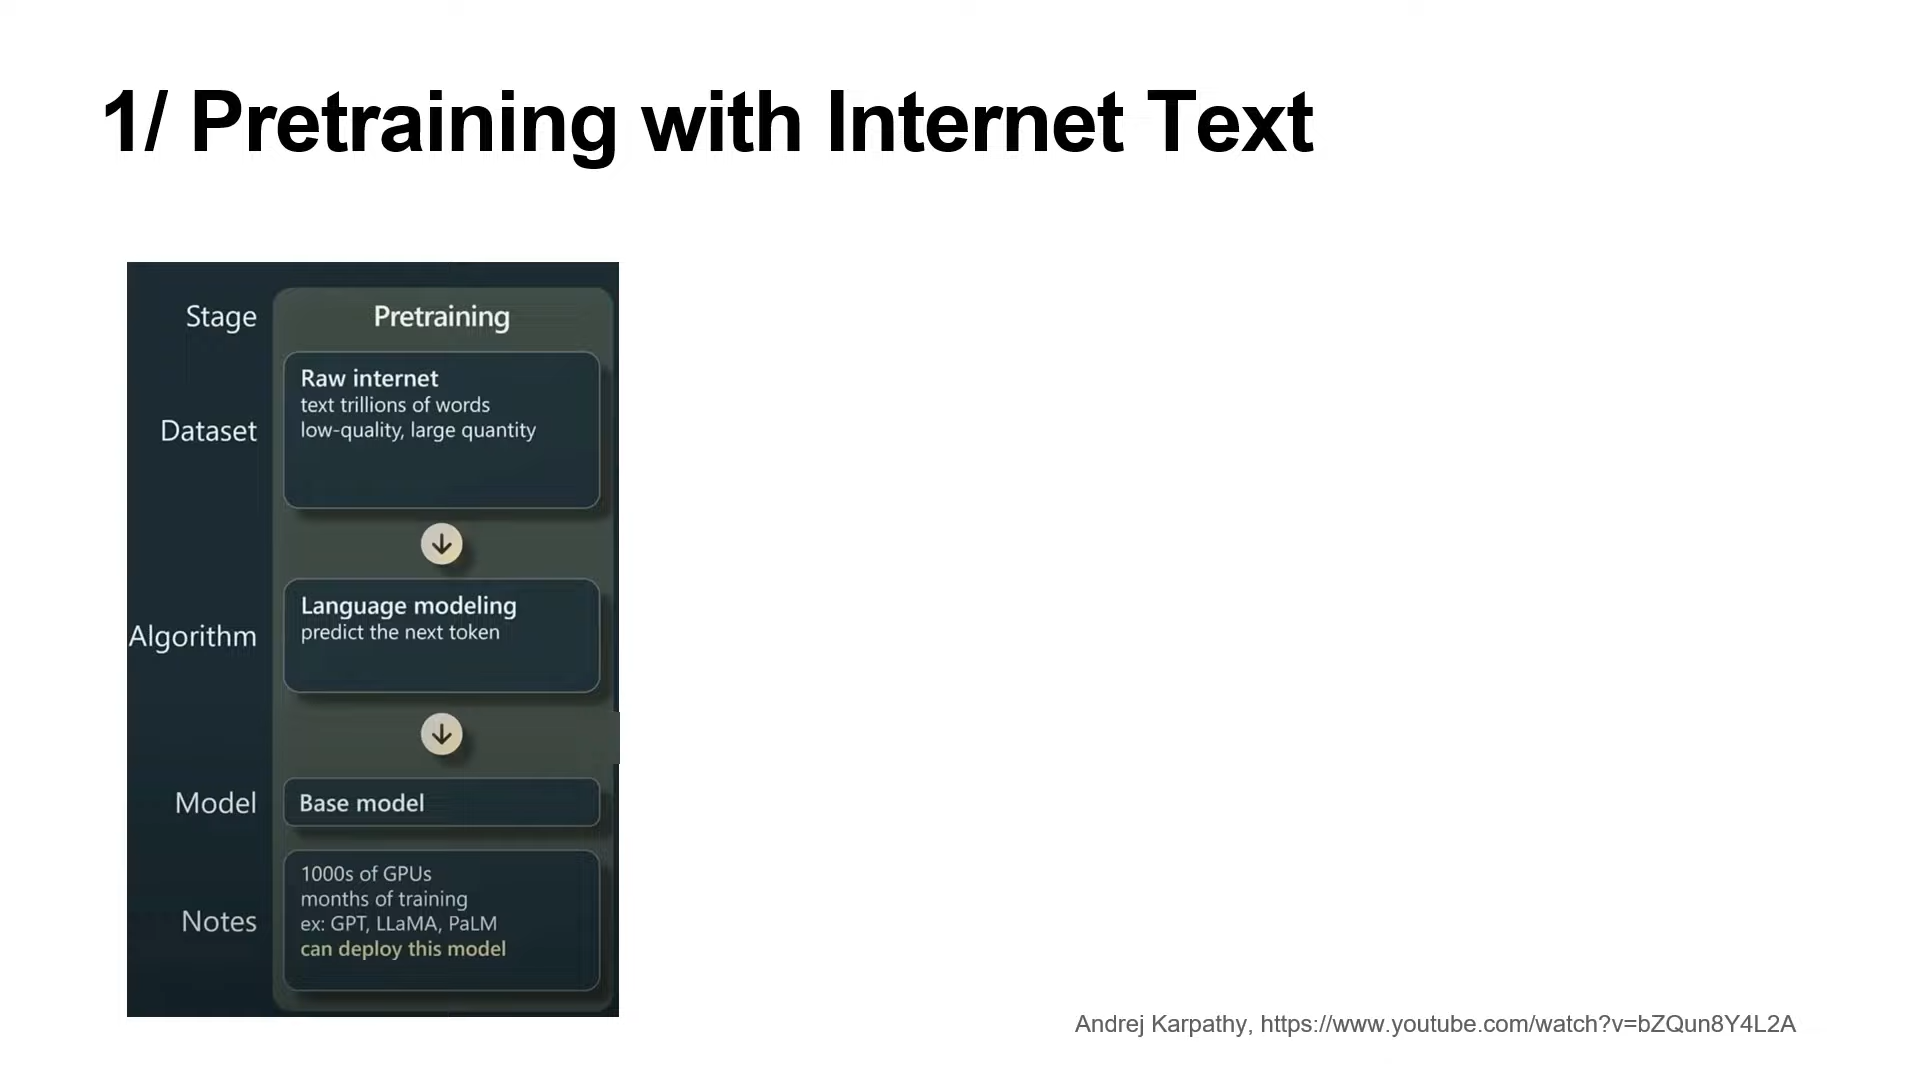 1/ Pretraining with Internet Text
Stage
Pretraining
Dataset
Raw internet
text trillions of words
low-quality, large quantity
Algorithm
Language modeling
predict the next token
Model
Base model
Notes
1000s of GPUs
months of training
ex: GPT, LLaMA, PaLM
can deploy this model
Andrej Karpathy, https://www.youtube.com/watch?v=bZQun8Y4L2A